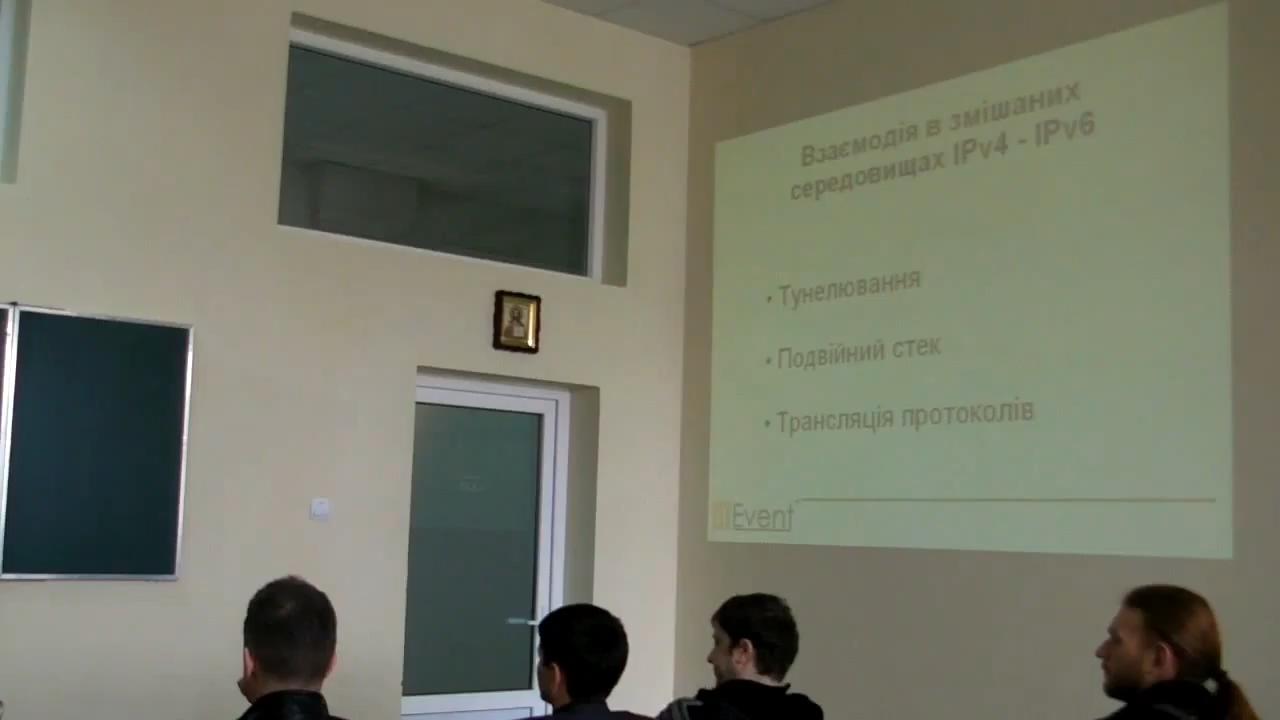 Взаємодія в змішаних
середовищах IPv4 - IPv6
• Тунелювання
• Подвійний стек
• Трансляція протоколів
Event